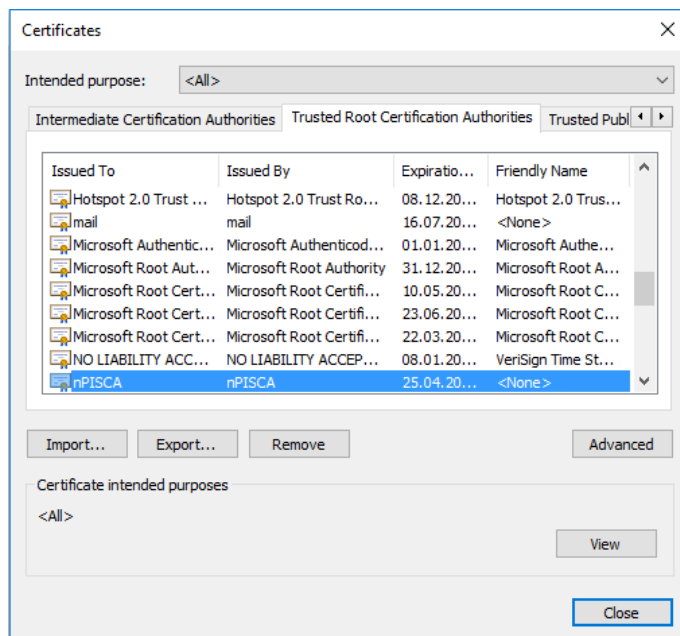 Certificates
Intended purpose: <All>
Intermediate Certification Authorities Trusted Root Certification Authorities Trusted Publ
Issued To Issued By Expiratio... Friendly Name
Hotspot 2.0 Trust ... Hotspot 2.0 Trust Ro... 08.12.20... Hotspot 2.0 Trus...
mail mail 16.07.20... <None>
Microsoft Authentic... Microsoft Authenticod... 01.01.20... Microsoft Authe...
Microsoft Root Aut... Microsoft Root Authority 31.12.20... Microsoft Root A...
Microsoft Root Cert... Microsoft Root Certifi... 10.05.20... Microsoft Root C...
Microsoft Root Cert... Microsoft Root Certifi... 23.06.20... Microsoft Root C...
Microsoft Root Cert... Microsoft Root Certifi... 22.03.20... Microsoft Root C...
NO LIABILITY ACC... NO LIABILITY ACCEP... 08.01.20... VeriSign Time St...
nPISCA nPISCA 25.04.20... <None>
Import... Export... Remove Advanced
Certificate intended purposes
<All>
View
Close